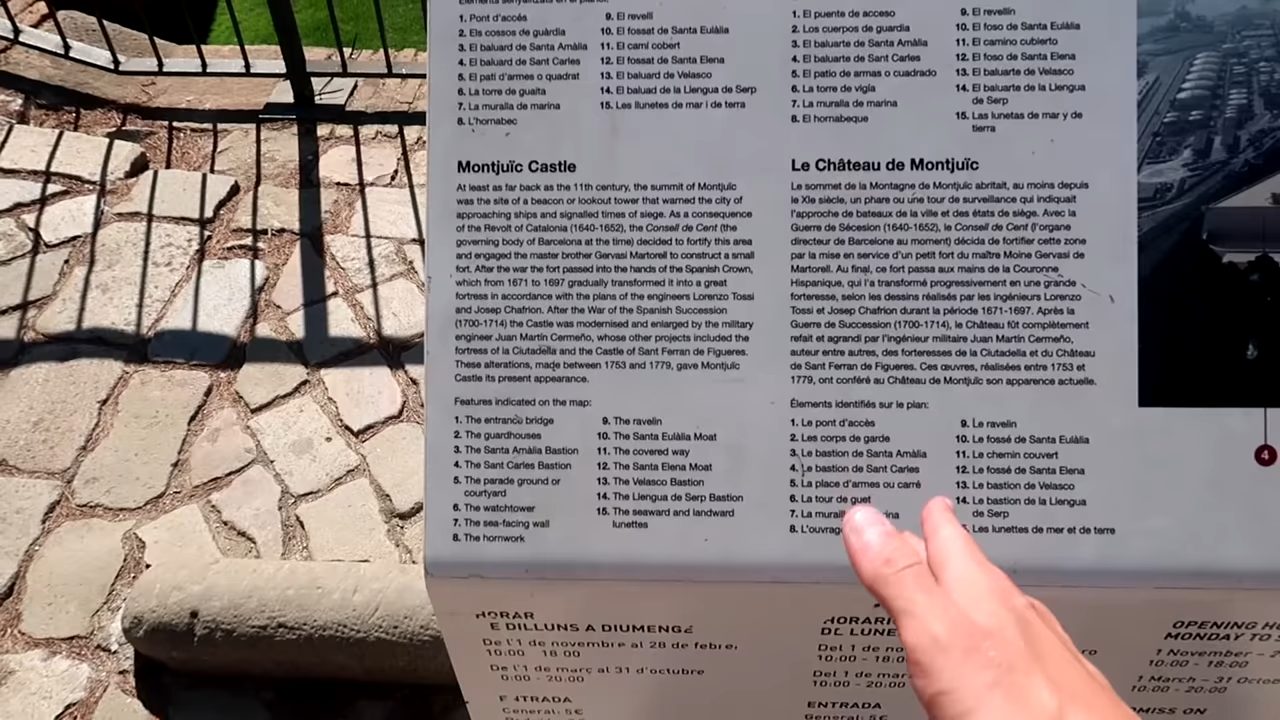 1. Pont d'accés
2. Els cossos de guàrdia
3. El baluard de Santa Amàlia
4. El baluard de Sant Carles
5. El pati d'armes o quadrat
6. La torre de guaita
7. La muralla de marina
8. L'hornabec
9. El revellí
10. El fossat de Santa Eulàlia
11. El camí cobert
12. El fossat de Santa Elena
13. El baluard de Velasco
14. El baluad de la Llengua de Serp
15. Les llunetes de mar i de terra
1. El puente de acceso
2. Los cuerpos de guardia
3. El baluarte de Santa Amàlia
4. El baluarte de Sant Carles
5. El patio de armas o cuadrado
6. La torre de vigía
7. La muralla de marina
8. El hornabeque
9. El revellín
10. El foso de Santa Eulàlia
11. El camino cubierto
12. El foso de Santa Elena
13. El baluarte de Velasco
14. El baluarte de la Llengua
de Serp
15. Las lunetas de mar y de
tierra
Montjuïc Castle
At least as far back as the 11th century, the summit of Montjuïc
was the site of a beacon or lookout tower that warned the city of
approaching ships and signalled times of siege. As a consequence
of the Revolt of Catalonia (1640-1652), the Consell de Cent (the
governing body of Barcelona at the time) decided to fortify this area
and engaged the master brother Gervasi Martorell to construct a small
fort. After the war the fort passed into the hands of the Spanish Crown,
which from 1671 to 1697 gradually transformed it into a great
fortress in accordance with the plans of the engineers Lorenzo Tossi
and Josep Chafrion. After the War of the Spanish Succession
(1700-1714) the Castle was modernised and enlarged by the military
engineer Juan Martín Cermeño, whose other projects included the
fortress of la Ciutadella and the Castle of Sant Ferran de Figueres.
These alterations, made between 1753 and 1779, gave Montjuïc
Castle its present appearance.
Features indicated on the map:
1. The entrance bridge
2. The guardhouses
3. The Santa Amàlia Bastion
4. The Sant Carles Bastion
5. The parade ground or
courtyard
6. The watchtower
7. The sea-facing wall
8. The hornwork
9. The ravelin
10. The Santa Eulàlia Moat
11. The covered way
12. The Santa Elena Moat
13. The Velasco Bastion
14. The Llengua de Serp Bastion
15. The seaward and landward
lunettes
Le Château de Montjuïc
Le sommet de la Montagne de Montjuïc abritait, au moins depuis
le XIe siècle, un phare ou une tour de surveillance qui indiquait
l'approche de bateaux de la ville et des états de siège. Avec la
Guerre de Sécesion (1640-1652), le Consell de Cent (l'organe
directeur de Barcelone au moment) décida de fortifier cette zone
par la mise en service d'un petit fort du maître Moine Gervasi de
Martorell. Au final, ce fort passa aux mains de la Couronne
Hispanique, qui l'a transformé progressivement en une grande
forteresse, selon les dessins réalisés par les ingénieurs Lorenzo
Tossi et Josep Chafrion durant la période 1671-1697. Après la
Guerre de Succession (1700-1714), le Château fût complètement
refait et agrandi par l'ingénieur militaire Juan Martín Cermeño,
auteur entre autres, des forteresses de la Ciutadella et du Château
de Sant Ferran de Figueres. Ces œuvres, réalisées entre 1753 et
1779, ont conféré au Château de Montjuïc son apparence actuelle.
Élements identifiés sur le plan:
1. Le pont d'accès
2. Les corps de garde
3. Le bastion de Santa Amàlia
4. Le bastion de Sant Carles
5. La place d'armes ou carré
6. La tour de guet
7. La
8. L'ouvrag
9. Le ravelin
10. Le fossé de Santa Eulàlia
11. Le chemin couvert
12. Le fossé de Santa Elena
13. Le bastion de Velasco
14. Le bastion de la Llengua
de Serp
Les lunettes de mer et de terre
4
HORAR
E DILLUNS A DIUMENGE
De l'1 de novembre al 28 de febre
10:00 - 18:00
De l'1 de març al 31 d'octubre
0:00 - 20:00
ENTRADA
General: 5€
HORARI
DE LUNE
Del 1 de no
10:00 - 18:0
Del 1 de mar
10:00 - 20:00
ENTRADA
General: 5€
OPENING H
MONDAY TO
1 November - 2
10:00 - 18:00
1 March - 31 Octo
10:00 - 20:00